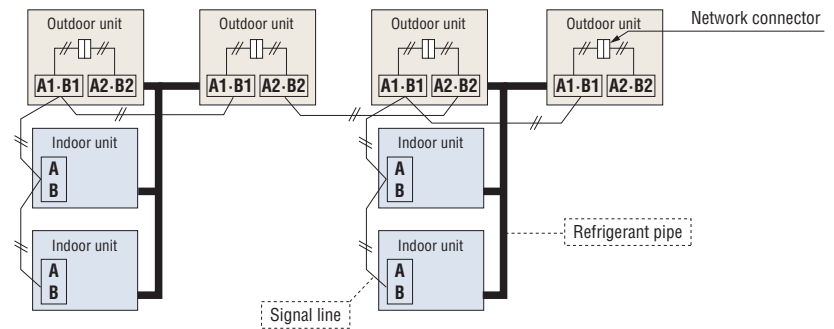 Outdoor unit Outdoor unit Outdoor unit Outdoor unit Network connector
A1·B1 A2·B2 A1·B1 A2·B2 A1·B1 A2·B2 A1·B1 A2·B2
Indoor unit Indoor unit
A A
B B
Refrigerant pipe
Indoor unit Indoor unit
A A
B B
Signal line